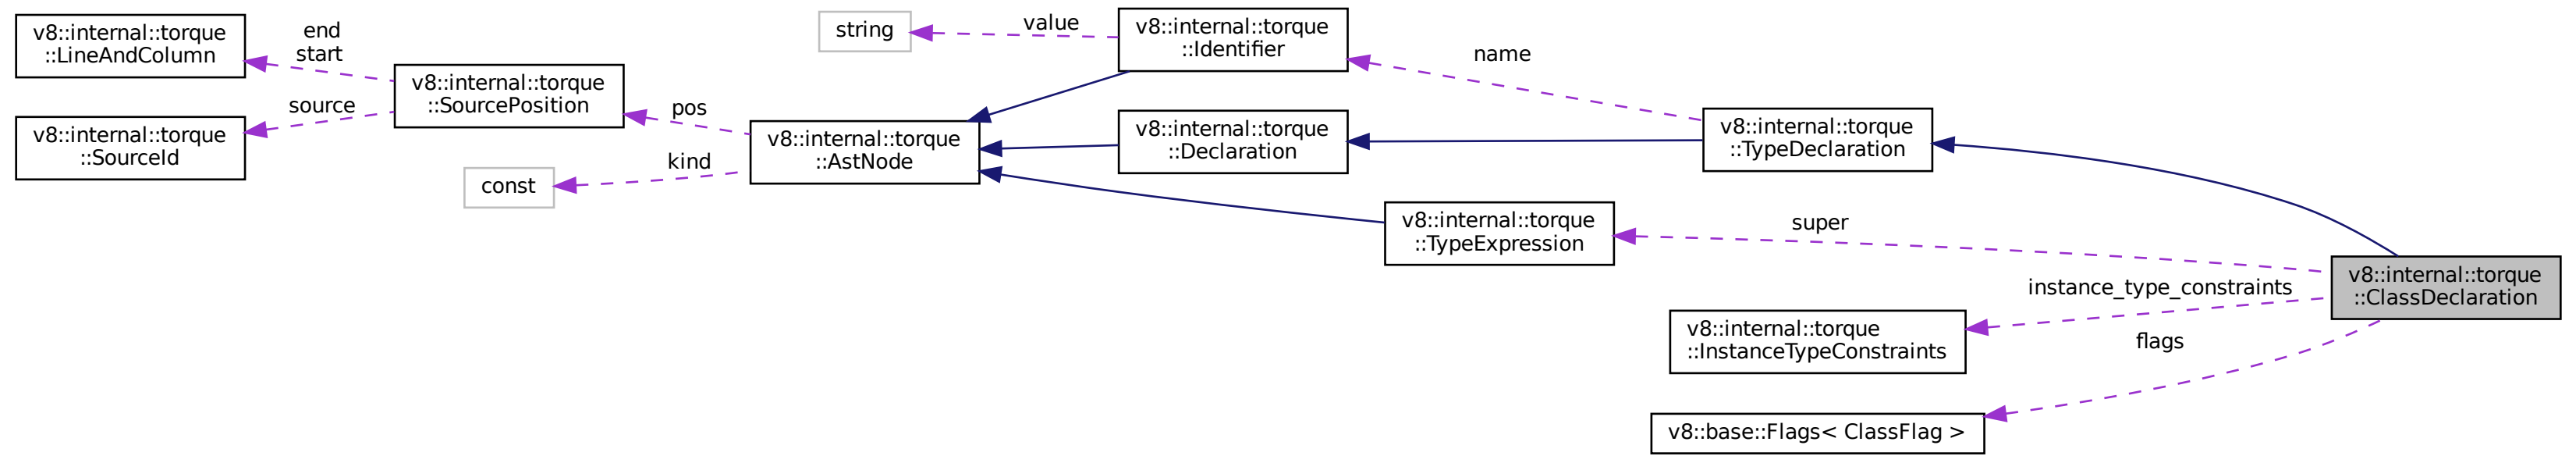 v8::internal::torque
::LineAndColumn
end
start
v8::internal::torque
::SourceId
source
v8::internal::torque
::SourcePosition
pos
kind
const
string
value
v8::internal::torque
::AstNode
v8::internal::torque
::Identifier
name
v8::internal::torque
::Declaration
v8::internal::torque
::TypeExpression
v8::internal::torque
::TypeDeclaration
super
instance_type_constraints
v8::internal::torque
::InstanceTypeConstraints
flags
v8::base::Flags< ClassFlag >
v8::internal::torque
::ClassDeclaration